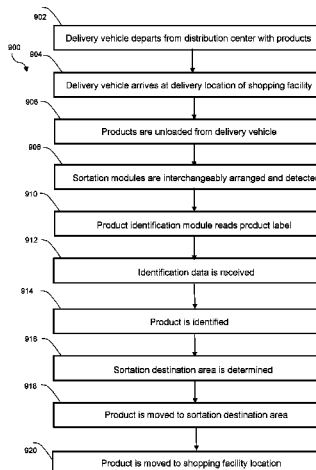 902
Delivery vehicle departs from distribution center with products
900
904
Delivery vehicle arrives at delivery location of shopping facility
906
Products are unloaded from delivery vehicle
908
Sortation modules are interchangeably arranged and detected
910
Product identification module reads product label
912
Identification data is received
914
Product is identified
916
Sortation destination area is determined
918
Product is moved to sortation destination area
920
Product is moved to shopping facility location